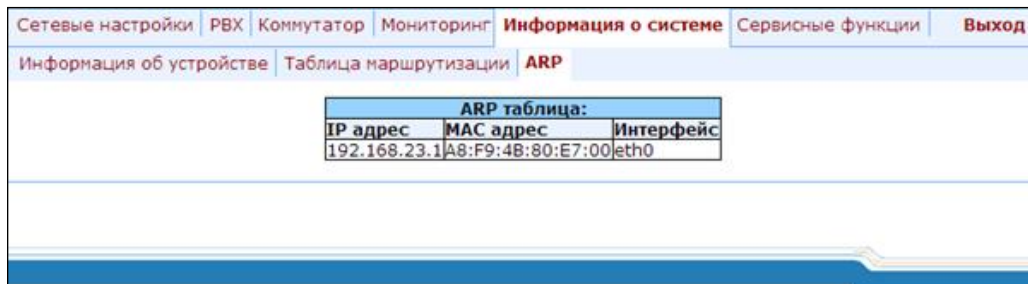 Сетевые настройки PBX Коммутатор Мониторинг Информация о системе Сервисные функции Выход
Информация об устройстве Таблица маршрутизации ARP
ARP таблица:
IP адрес MAC адрес Интерфейс
192.168.23.1 A8:F9:4B:80:E7:00 eth0